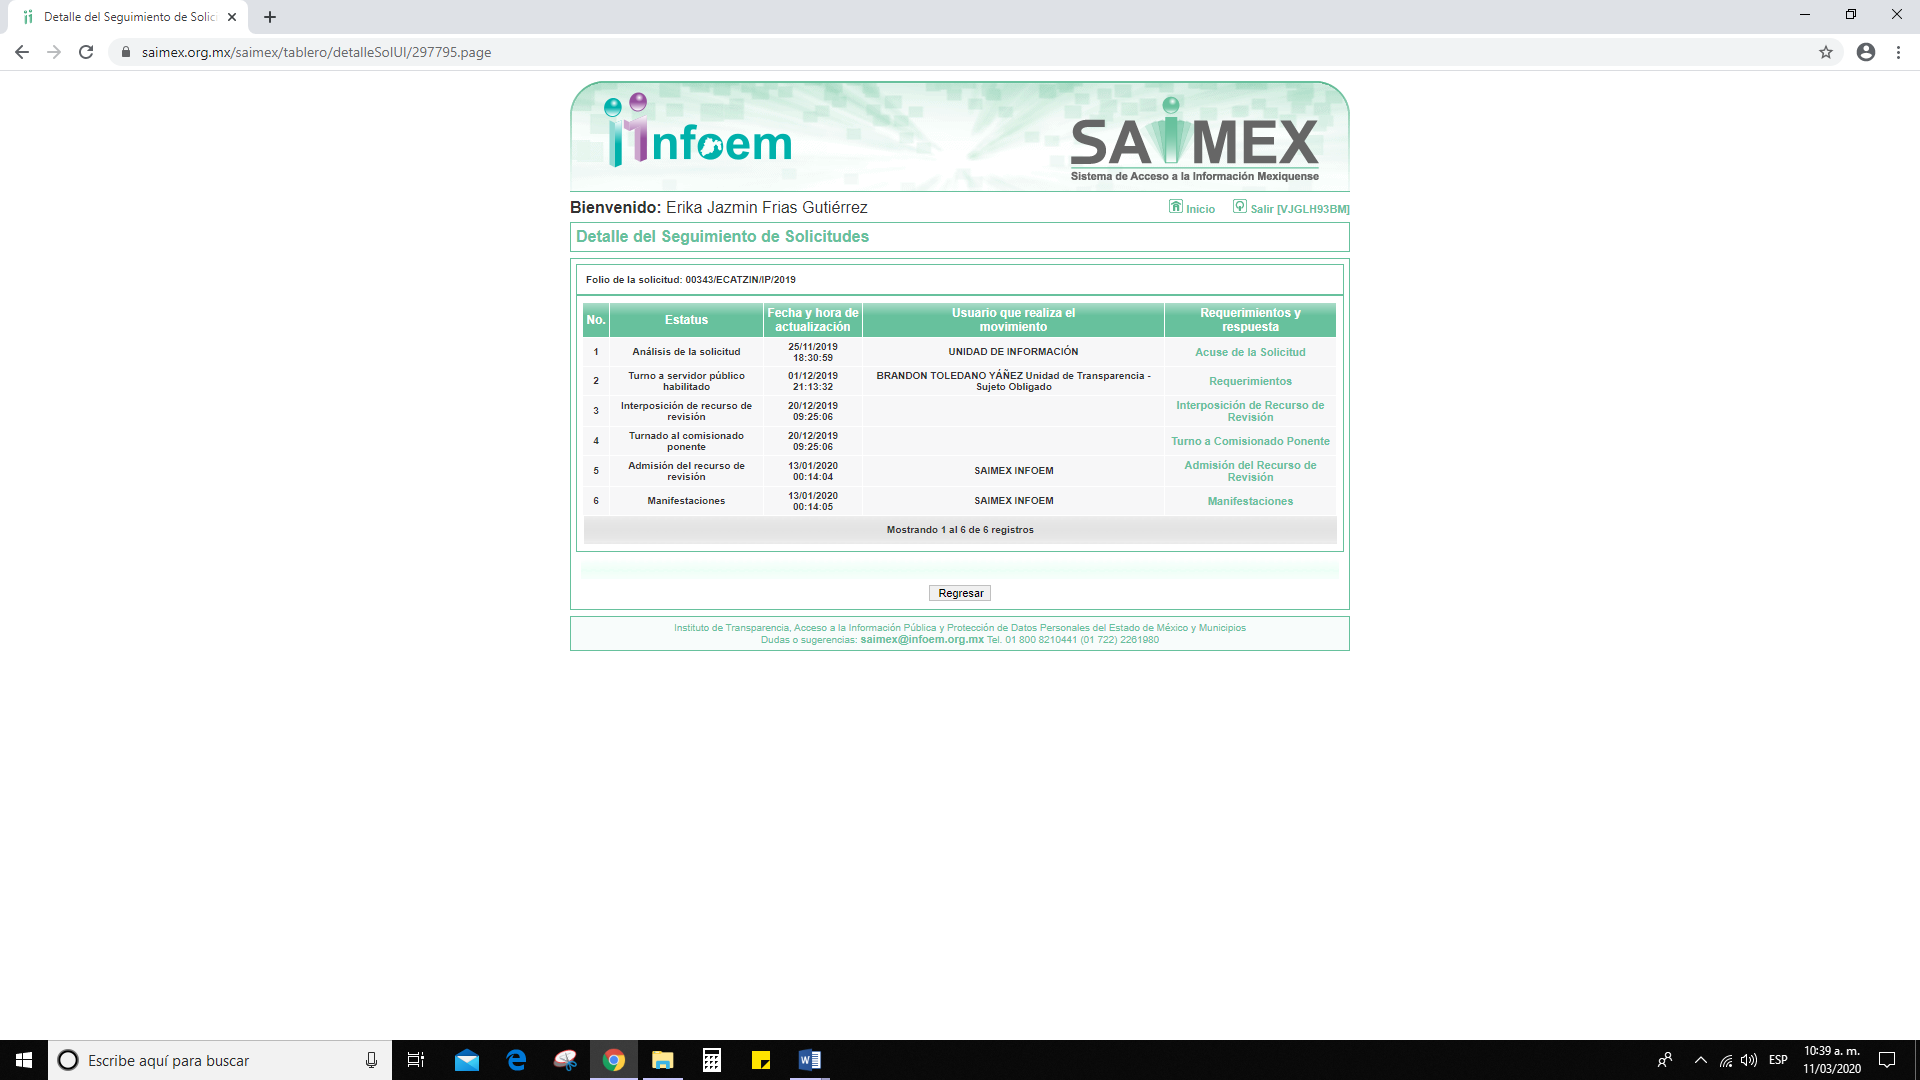 Detalle del Seguimiento de Solici
saimex.org.mx/saimex/tablero/detalleSolUI/297795.page
infoem
SAIMEX
Sistema de Acceso a la Información Mexiquense
Bienvenido: Erika Jazmin Frias Gutiérrez
Inicio
Salir [VJGLH93BM]
Detalle del Seguimiento de Solicitudes
Folio de la solicitud: 00343/ECATZIN/IP/2019
No. Estatus Fecha y hora de actualización Usuario que realiza el movimiento Requerimientos y respuesta
1 Análisis de la solicitud 25/11/2019 18:30:59 UNIDAD DE INFORMACIÓN Acuse de la Solicitud
2 Turno a servidor público habilitado 01/12/2019 21:13:32 BRANDON TOLEDANO YÁÑEZ Unidad de Transparencia - Sujeto Obligado Requerimientos
3 Interposición de recurso de revisión 20/12/2019 09:25:06 Interposición de Recurso de Revisión
4 Turnado al comisionado ponente 20/12/2019 09:25:06 Turno a Comisionado Ponente
5 Admisión del recurso de revisión 13/01/2020 00:14:04 SAIMEX INFOEM Admisión del Recurso de Revisión
6 Manifestaciones 13/01/2020 00:14:05 SAIMEX INFOEM Manifestaciones
Mostrando 1 al 6 de 6 registros
Regresar
Instituto de Transparencia, Acceso a la Información Pública y Protección de Datos Personales del Estado de México y Municipios
Dudas o sugerencias: saimex@infoem.org.mx Tel. 01 800 8210441 (01 722) 2261980
Escribe aquí para buscar
ESP
10:39 a. m.
11/03/2020